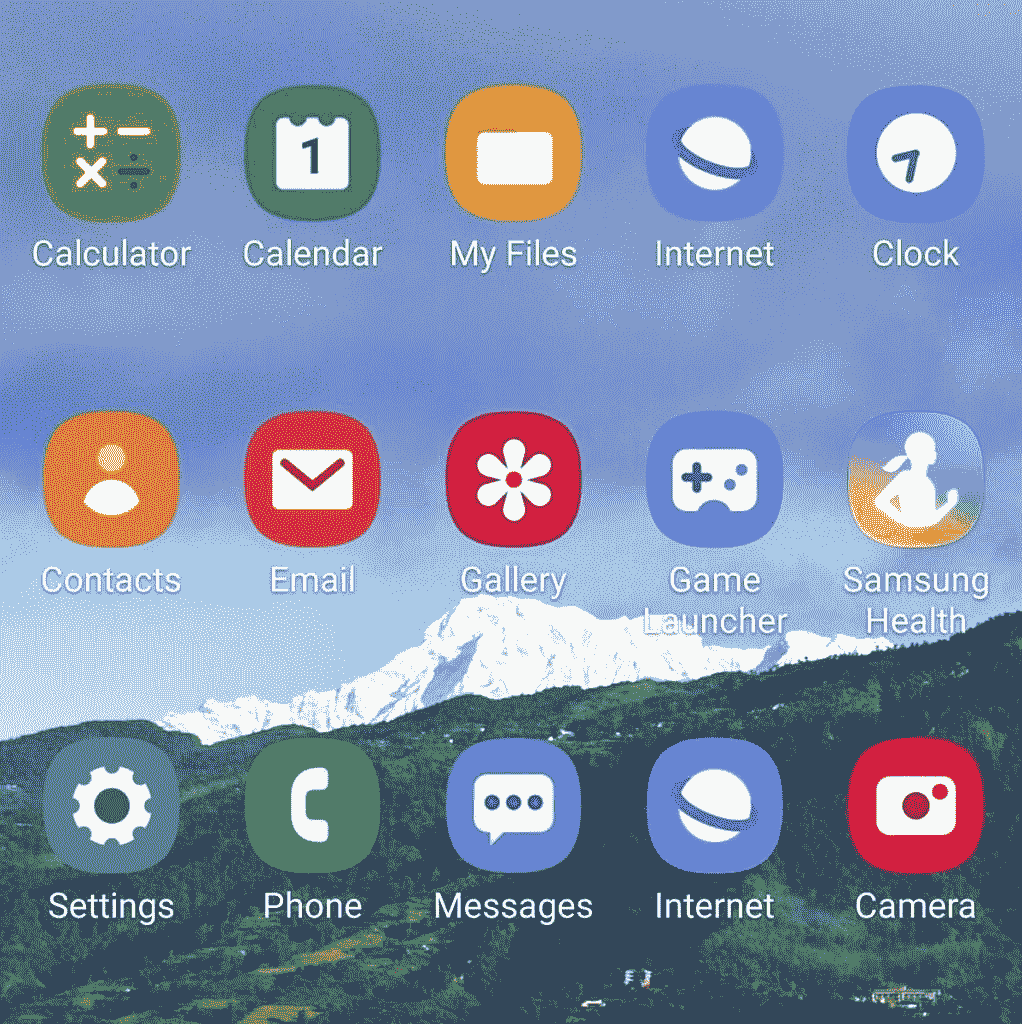 1
Calculator Calendar My Files Internet Clock
Contacts Email Gallery Game Samsung
Launcher Health
Settings Phone Messages Internet Camera